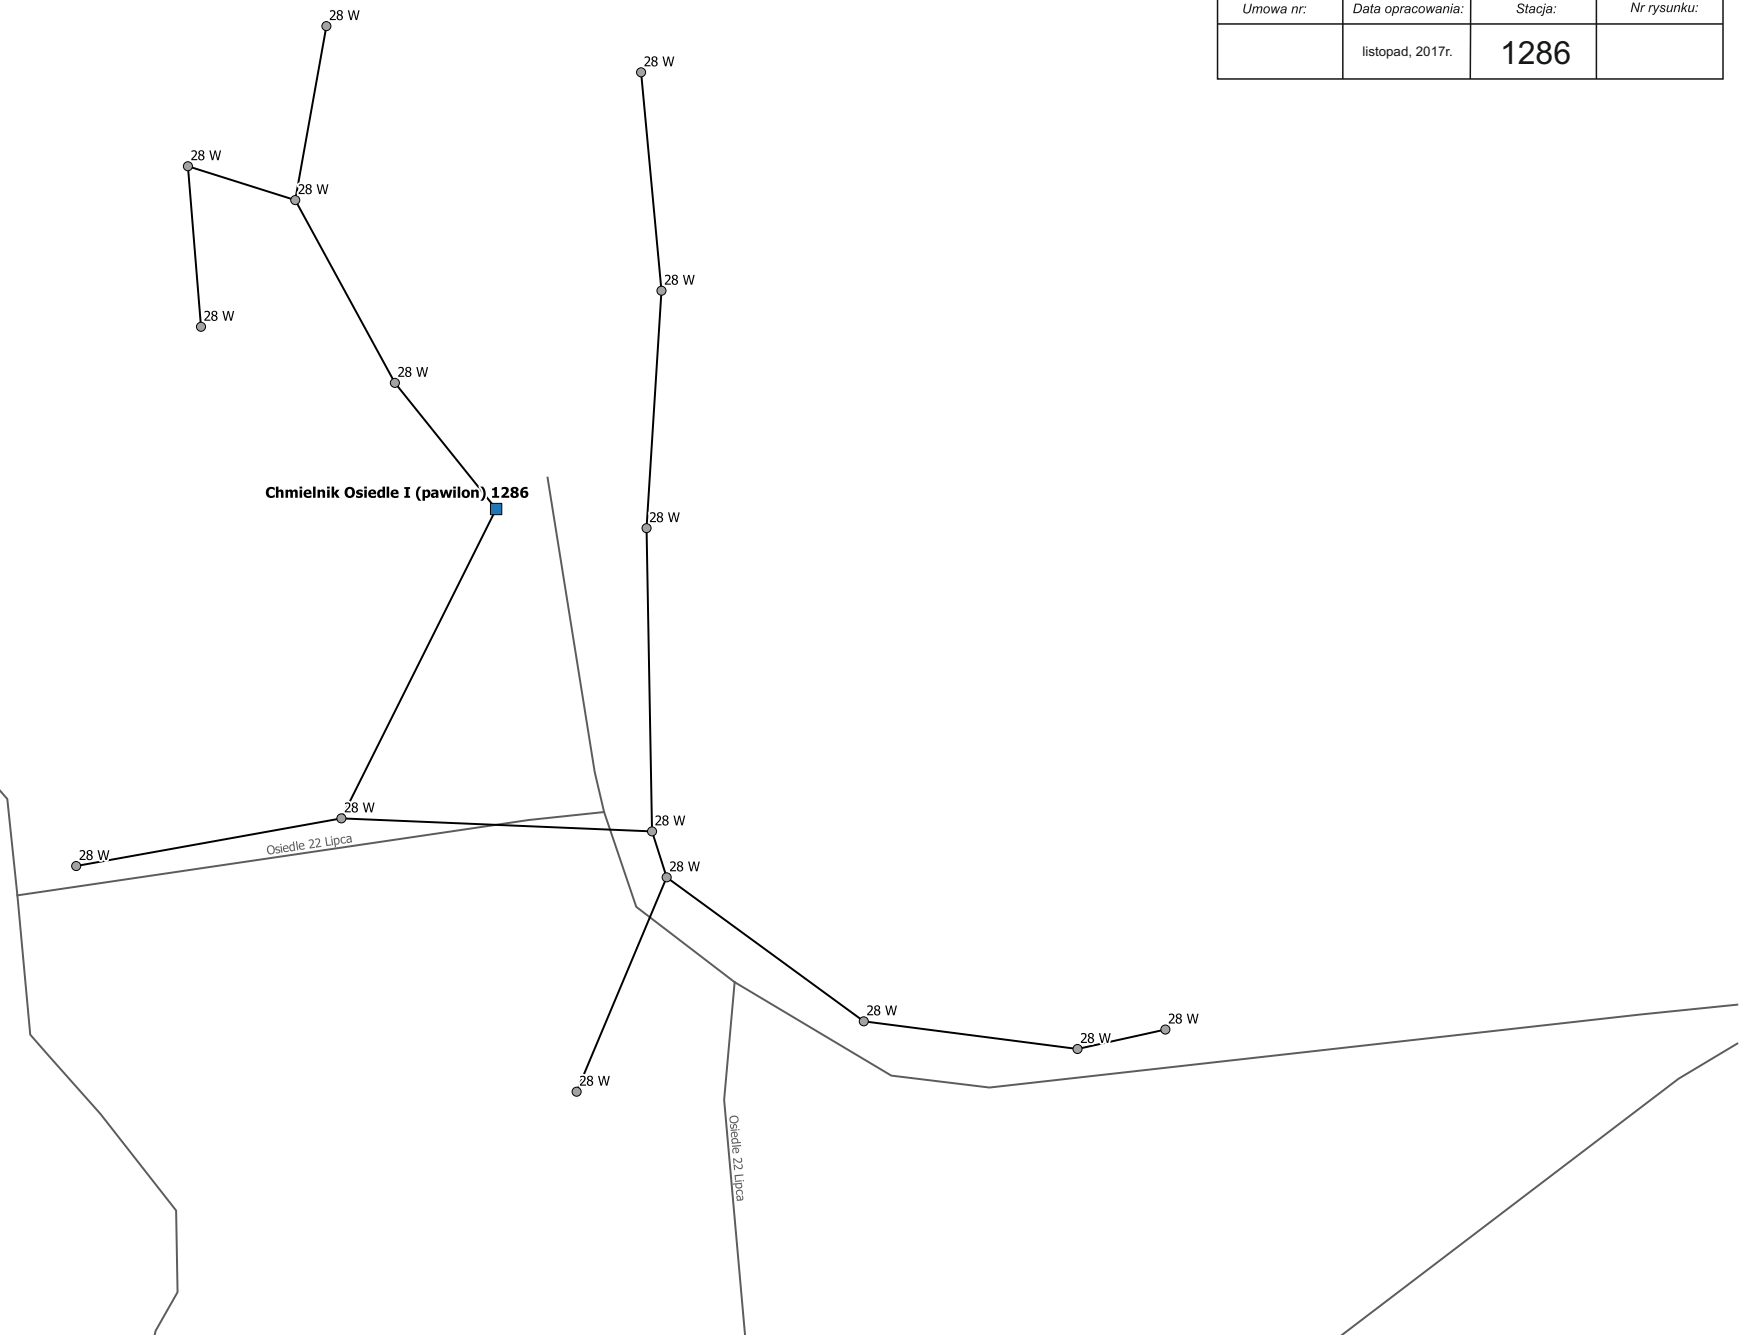 Umowa nr: Data opracowania: Stacja: Nr rysunku:
listopad, 2017r. 1286
28 W
28 W
28 W
28 W
28 W
28 W
28 W
28 W
Chmielnik Osiedle I (pawilon) 1286
28 W
28 W
28 W
Osiedle 22 Lipca
28 W
28 W
28 W
28 W
28 W
28 W
Osiedle 22 Lipca